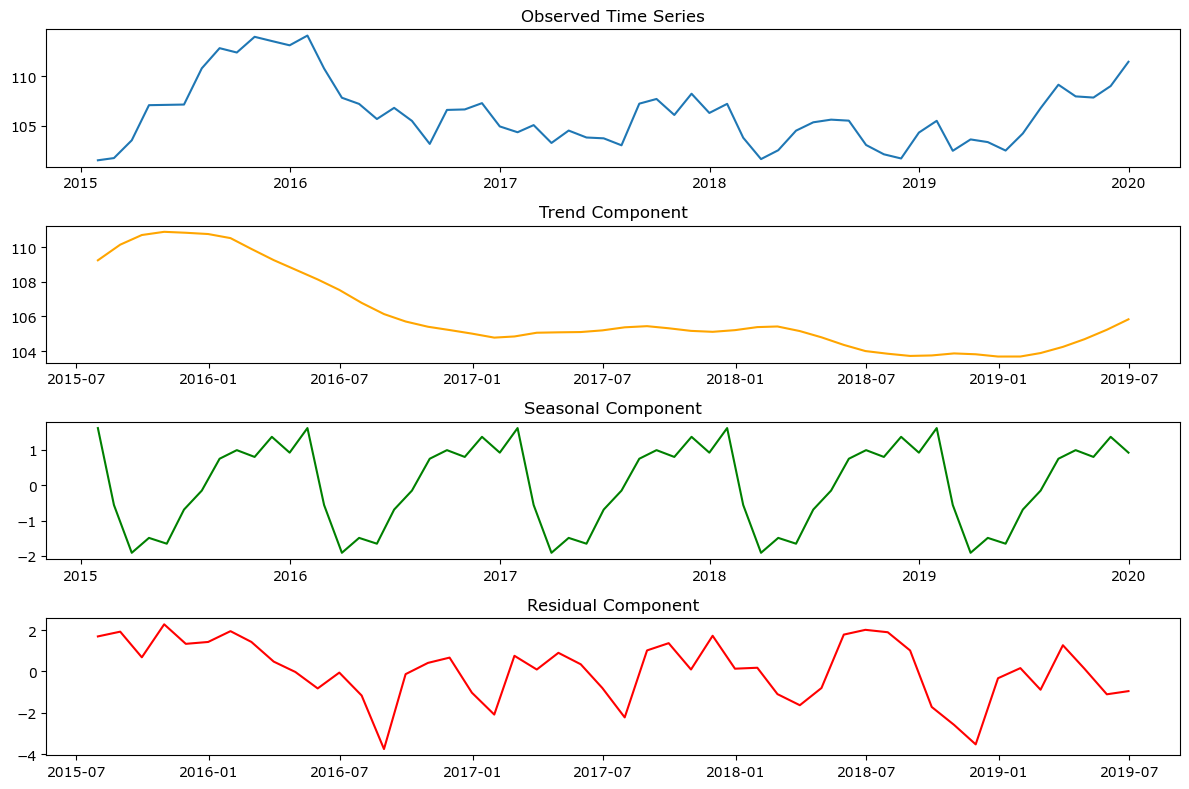 Observed Time Series
110
105
2015 2016 2017 2018 2019 2020
Trend Component
110
108
106
104
2015-07 2016-01 2016-07 2017-01 2017-07 2018-01 2018-07 2019-01 2019-07
Seasonal Component
1
0
−1
−2
2015 2016 2017 2018 2019 2020
Residual Component
2
0
−2
−4
2015-07 2016-01 2016-07 2017-01 2017-07 2018-01 2018-07 2019-01 2019-07